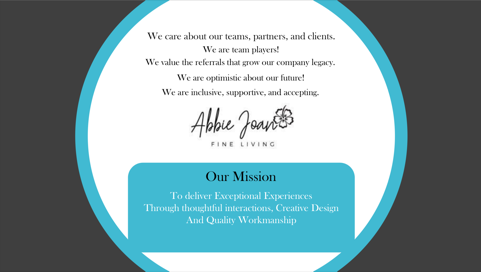 We care about our teams, partners, and clients.
We are team players!
We value the referrals that grow our company legacy.
We are optimistic about our future!
We are inclusive, supportive, and accepting.
Abbie Joan
FINE LIVING
Our Mission
To deliver Exceptional Experiences
Through thoughtful interactions, Creative Design
And Quality Workmanship